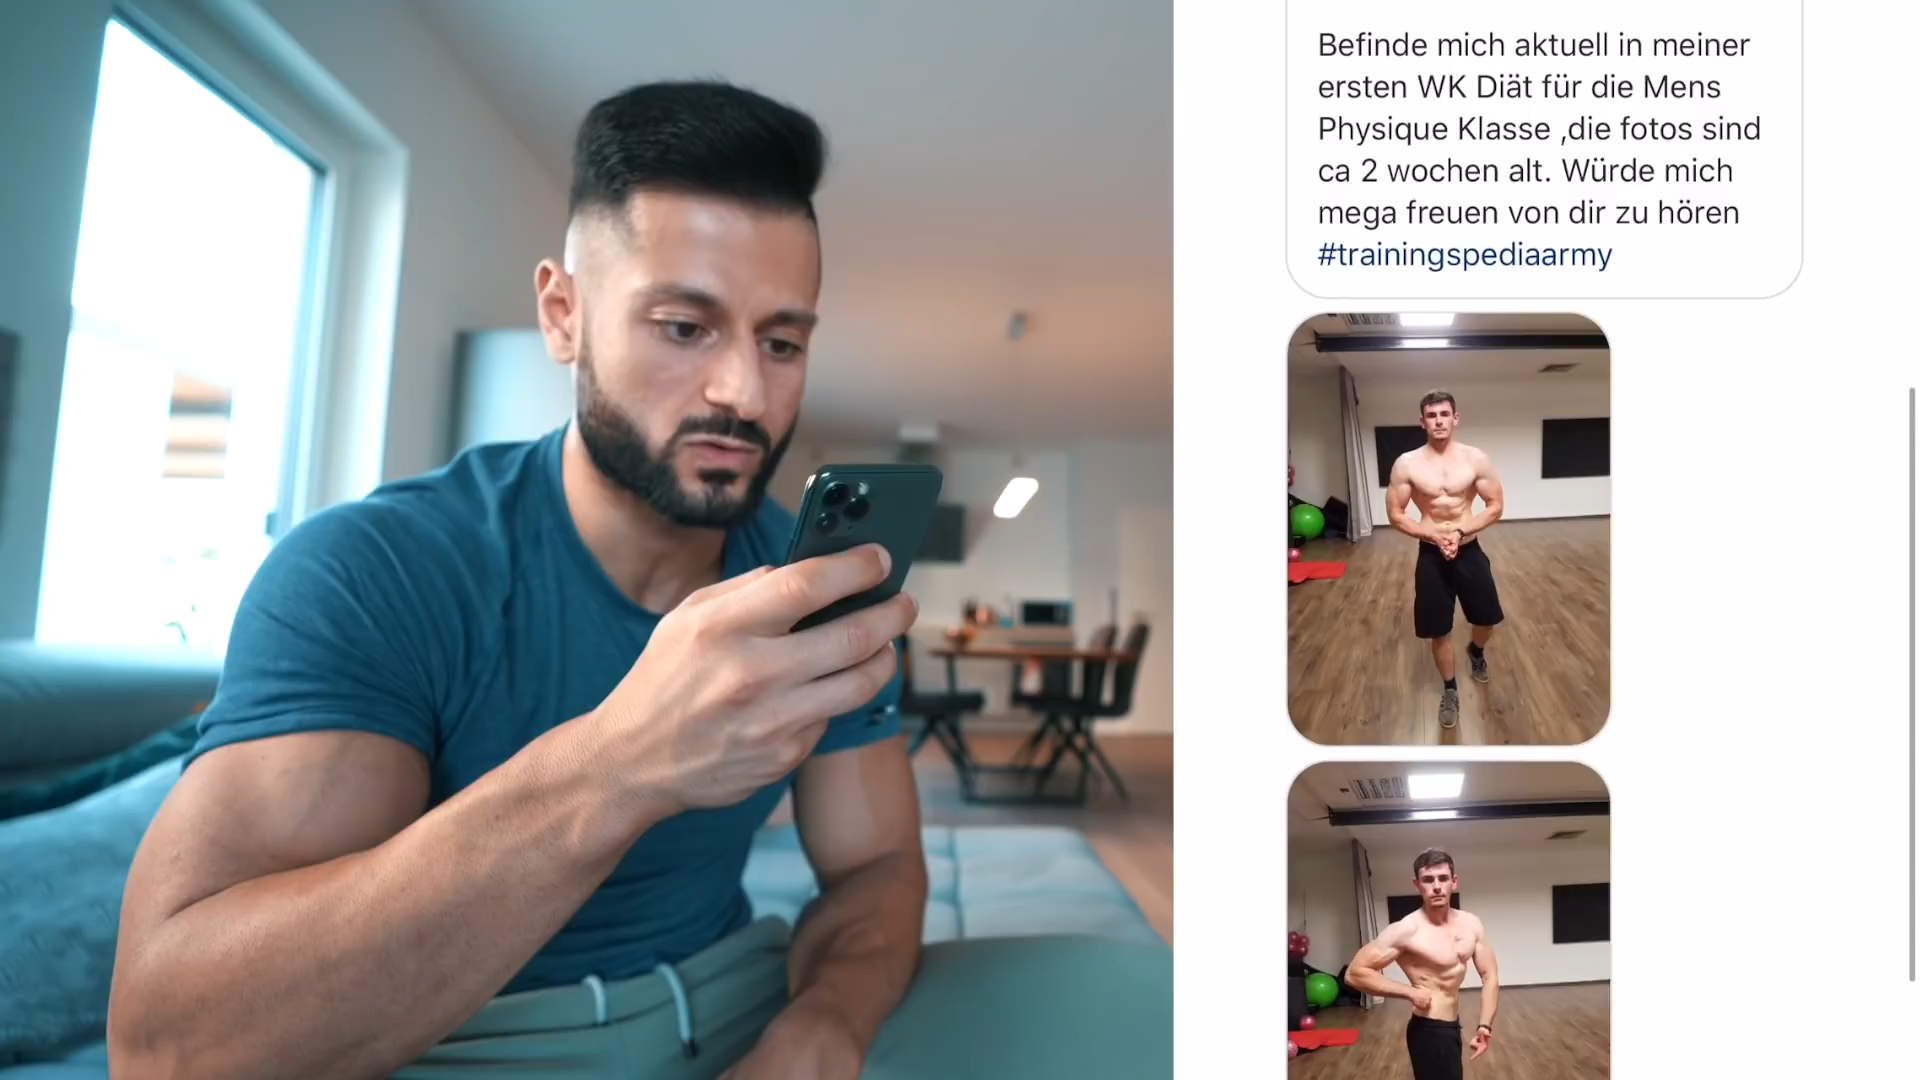 Befinde mich aktuell in meiner
ersten WK Diät für die Mens
Physique Klasse ,die fotos sind
ca 2 wochen alt. Würde mich
mega freuen von dir zu hören
#trainingspediaarmy